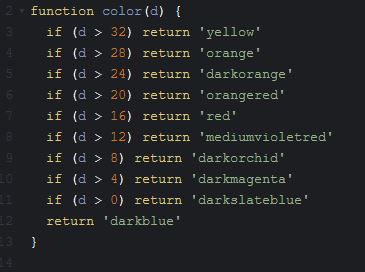 2 function color(d) {
3 if (d > 32) return 'yellow'
4 if (d > 28) return 'orange'
5 if (d > 24) return 'darkorange'
6 if (d > 20) return 'orangered'
7 if (d > 16) return 'red'
8 if (d > 12) return 'mediumvioletred'
9 if (d > 8) return 'darkorchid'
10 if (d > 4) return 'darkmagenta'
11 if (d > 0) return 'darkslateblue'
12 return 'darkblue'
13 }
14